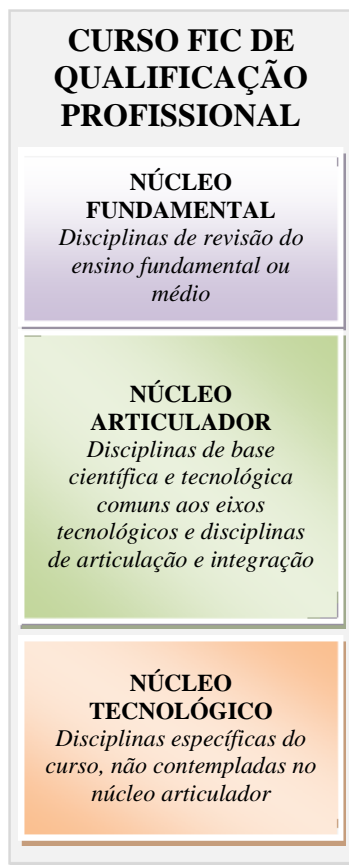 CURSO FIC DE
QUALIFICAÇÃO
PROFISSIONAL
NÚCLEO
FUNDAMENTAL
Disciplinas de revisão do
ensino fundamental ou
médio
NÚCLEO
ARTICULADOR
Disciplinas de base
científica e tecnológica
comuns aos eixos
tecnológicos e disciplinas
de articulação e integração
NÚCLEO
TECNOLÓGICO
Disciplinas específicas do
curso, não contempladas no
núcleo articulador